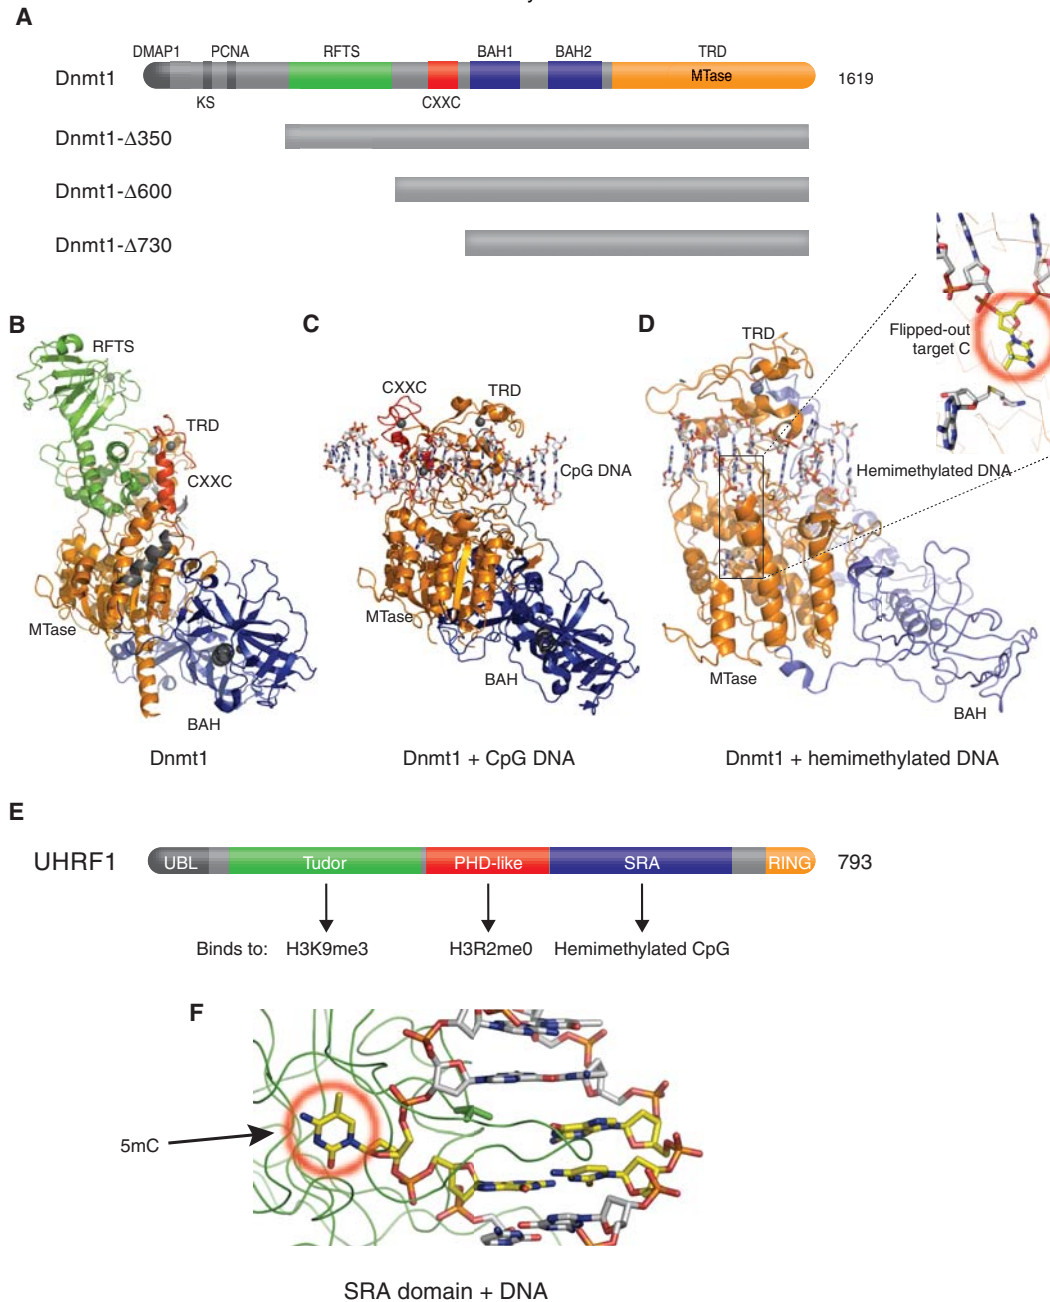 A
DMAP1 PCNA RFTS BAH1 BAH2 TRD
Dnmt1 MTase 1619
KS CXXC
Dnmt1-Δ350
Dnmt1-Δ600
Dnmt1-Δ730
B
RFTS
TRD
CXXC
MTase
BAH
Dnmt1
C
CXXC
TRD
CpG DNA
MTase
BAH
Dnmt1 + CpG DNA
D
TRD
Flipped-out
target C
Hemimethylated DNA
MTase
BAH
Dnmt1 + hemimethylated DNA
E
UHRF1 UBL Tudor PHD-like SRA RING 793
Binds to: H3K9me3 H3R2me0 Hemimethylated CpG
F
5mC
SRA domain + DNA